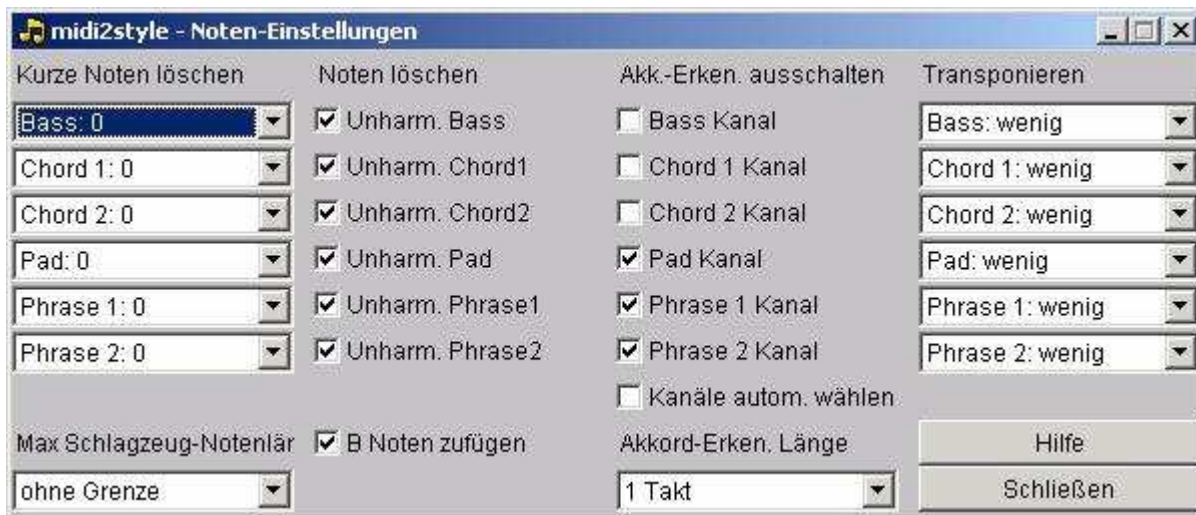 midi2style - Noten-Einstellungen
Kurze Noten löschen Noten löschen Akk.-Erken. ausschalten Transponieren
Bass: 0 Unharm. Bass Bass Kanal Bass: wenig
Chord 1: 0 Unharm. Chord1 Chord 1 Kanal Chord 1: wenig
Chord 2: 0 Unharm. Chord2 Chord 2 Kanal Chord 2: wenig
Pad: 0 Unharm. Pad Pad Kanal Pad: wenig
Phrase 1: 0 Unharm. Phrase1 Phrase 1 Kanal Phrase 1: wenig
Phrase 2: 0 Unharm. Phrase2 Phrase 2 Kanal Phrase 2: wenig
Kanäle autom. wählen
Max Schlagzeug-Notenlär B Noten zufügen Akkord-Erken. Länge Hilfe
ohne Grenze 1 Takt Schließen